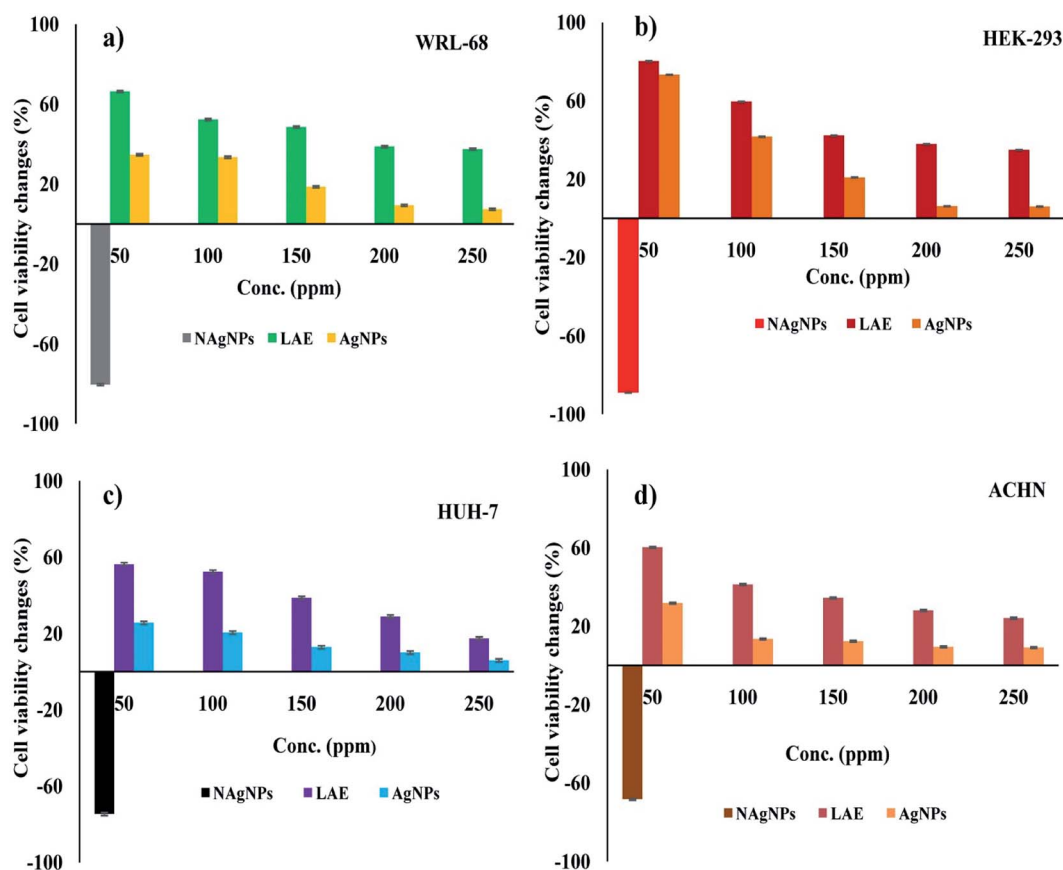 a)
WRL-68
Cell viability changes (%)
100
60
20
-20
-60
-100
50 100 150 200 250
Conc. (ppm)
NAgNPs LAE AgNPs
b)
HEK-293
Cell viability changes (%)
100
60
20
-20
-60
-100
50 100 150 200 250
Conc. (ppm)
NAgNPs LAE AgNPs
c)
HUH-7
Cell viability changes (%)
100
60
20
-20
-60
-100
50 100 150 200 250
Conc. (ppm)
NAgNPs LAE AgNPs
d)
ACHN
Cell viability changes (%)
100
60
20
-20
-60
-100
50 100 150 200 250
Conc. (ppm)
NAgNPs LAE AgNPs